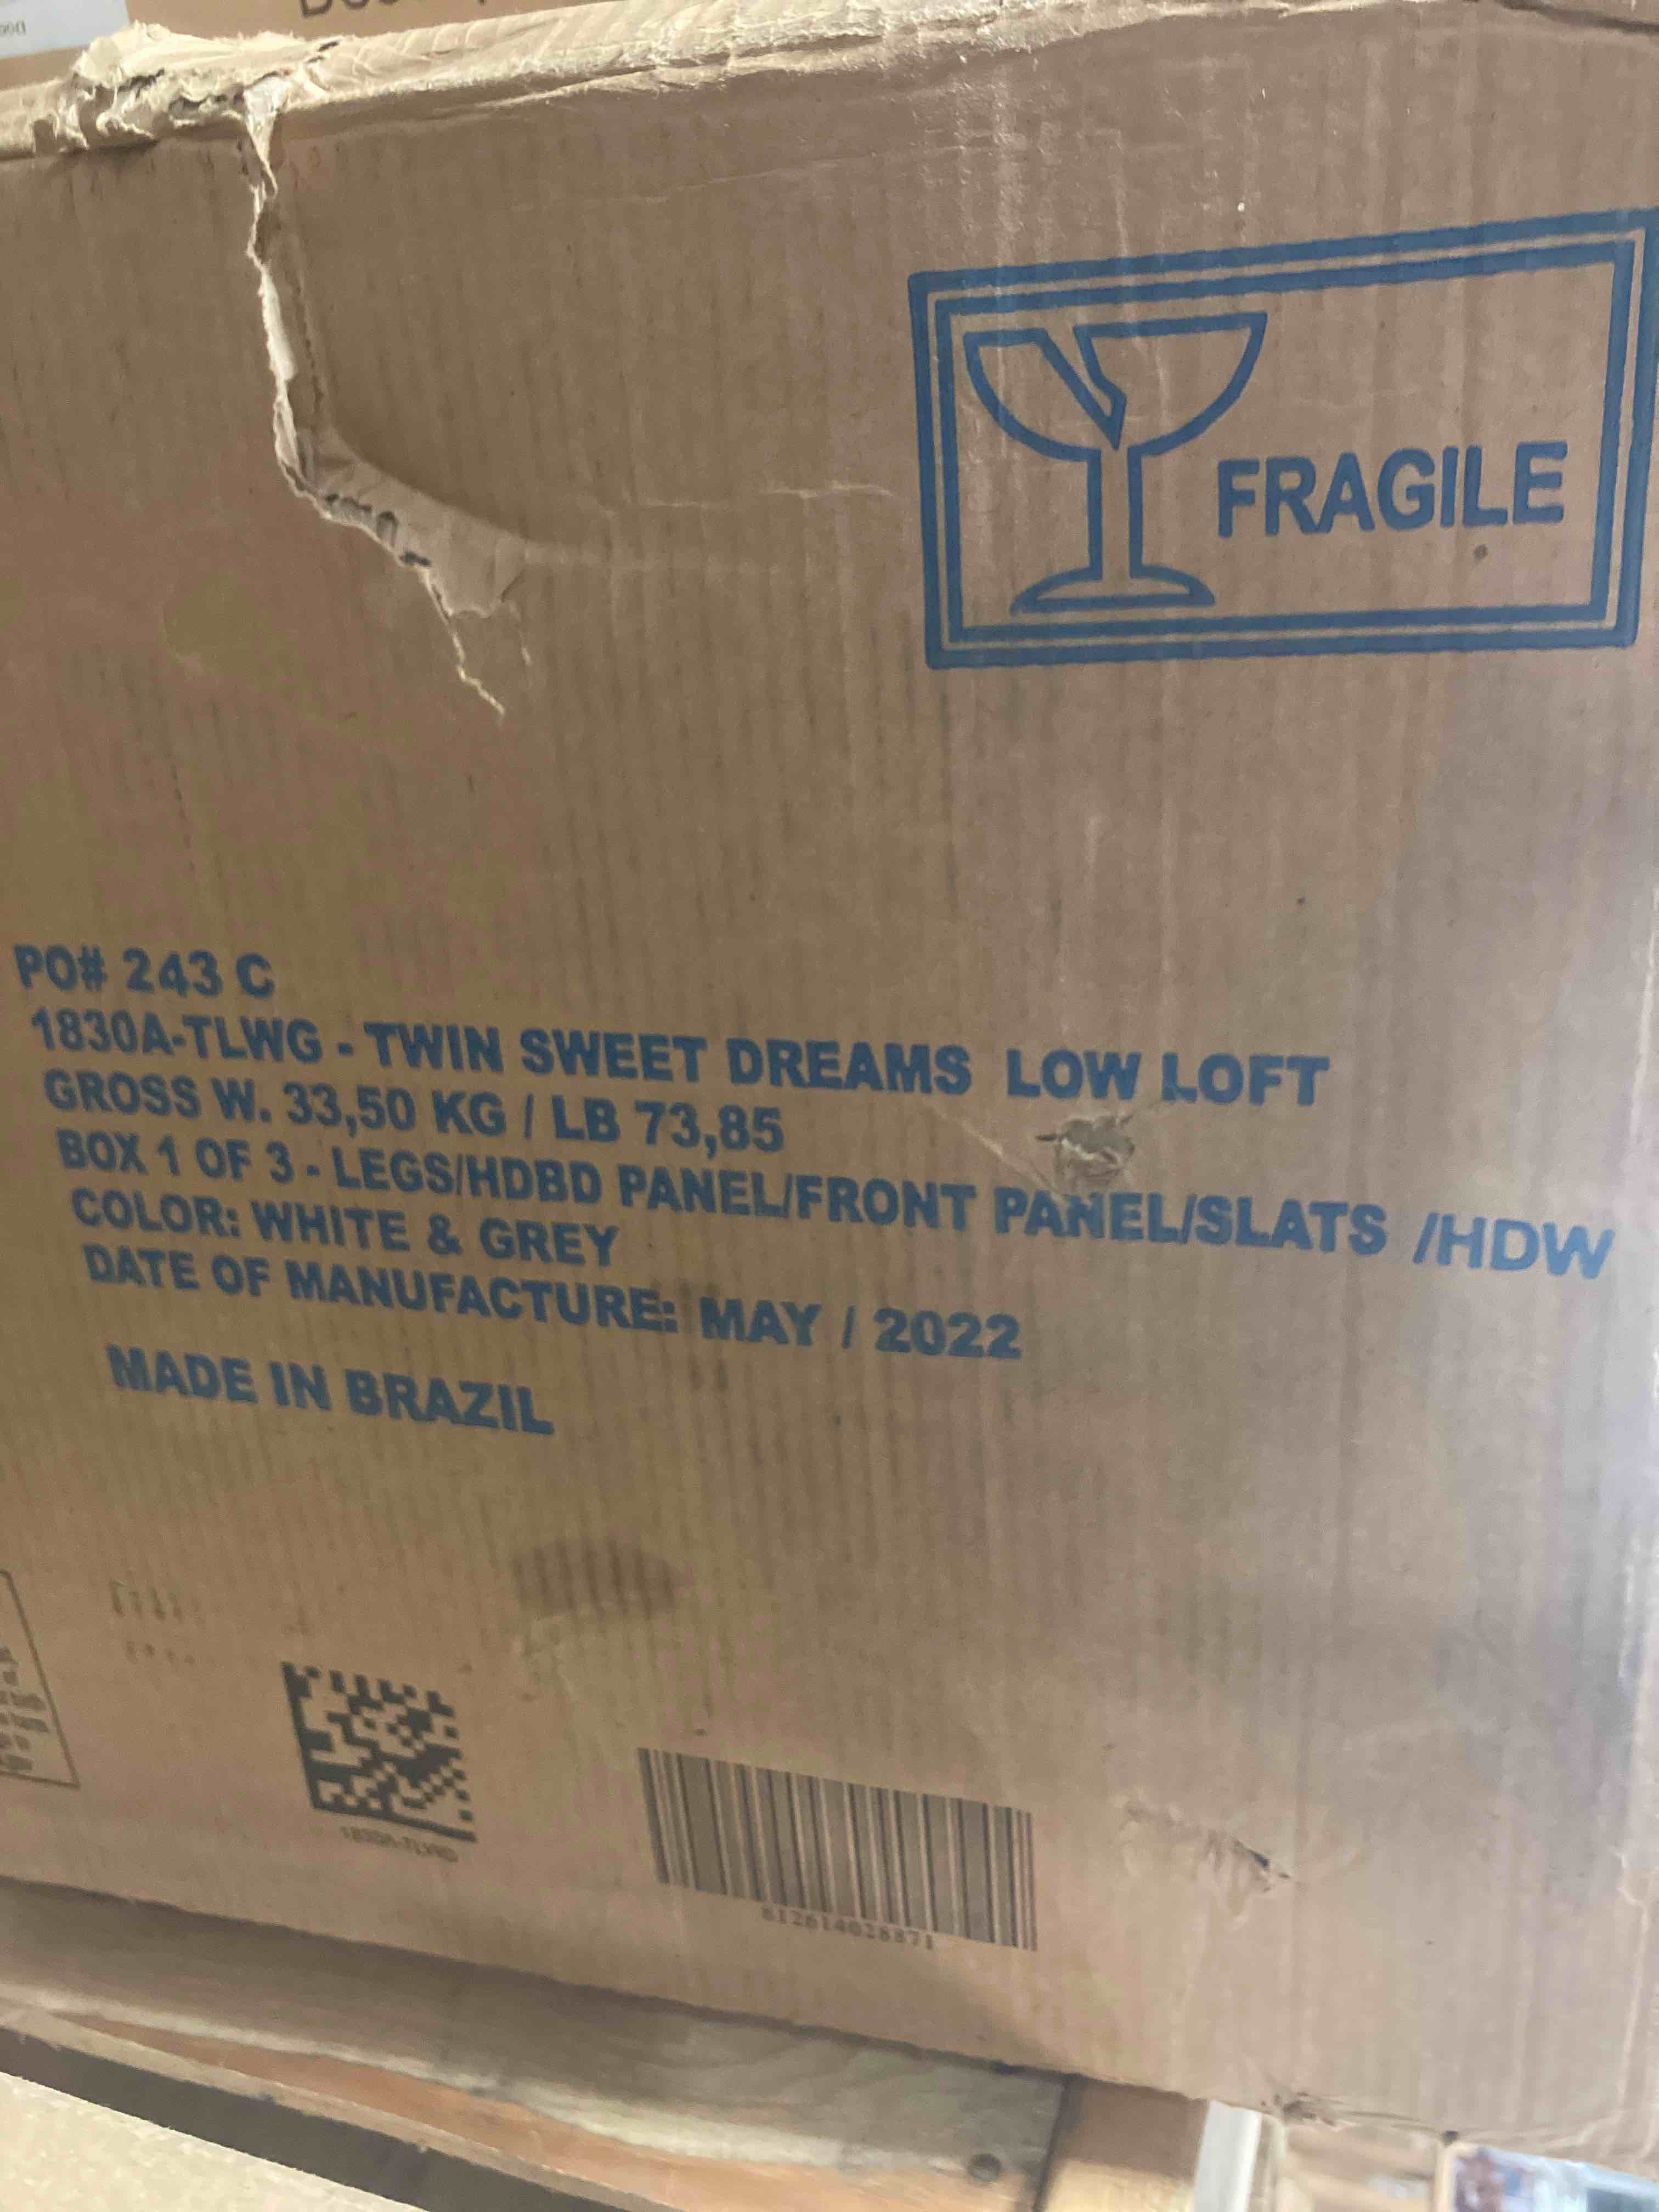 FRAGILE
PO# 243 C
1830A-TLWG - TWIN SWEET DREAMS LOW LOFT
GROSS W. 33,50 KG / LB 73,85
BOX 1 OF 3 - LEGS/HDBD PANEL/FRONT PANEL/SLATS /HDW
COLOR: WHITE & GREY
DATE OF MANUFACTURE: MAY / 2022
MADE IN BRAZIL
812614028871